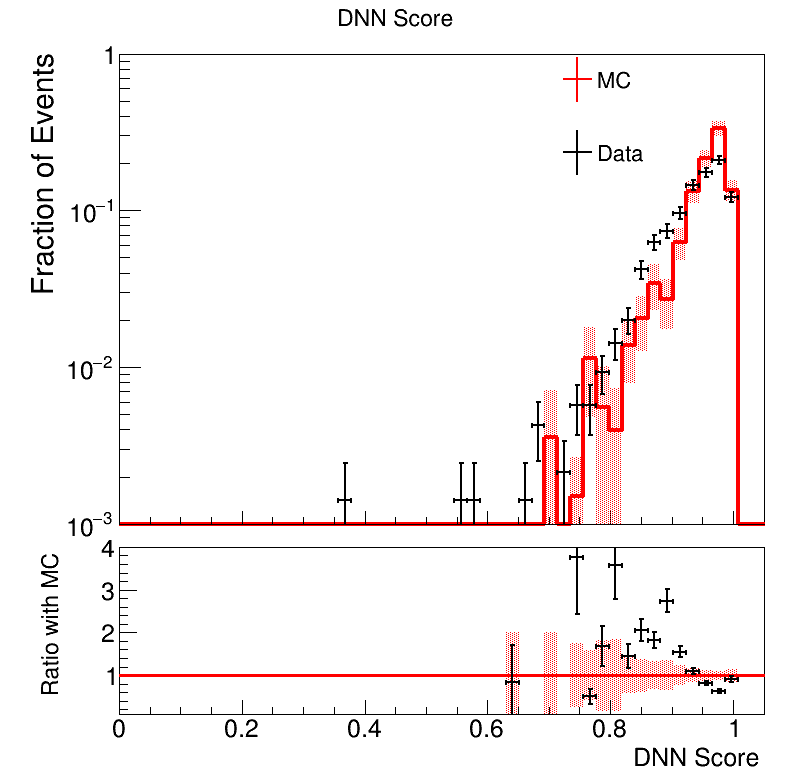 DNN Score
Fraction of Events
1
10⁻¹
10⁻²
10⁻³
MC
Data
Ratio with MC
4
3
2
1
0 0.2 0.4 0.6 0.8 1
DNN Score